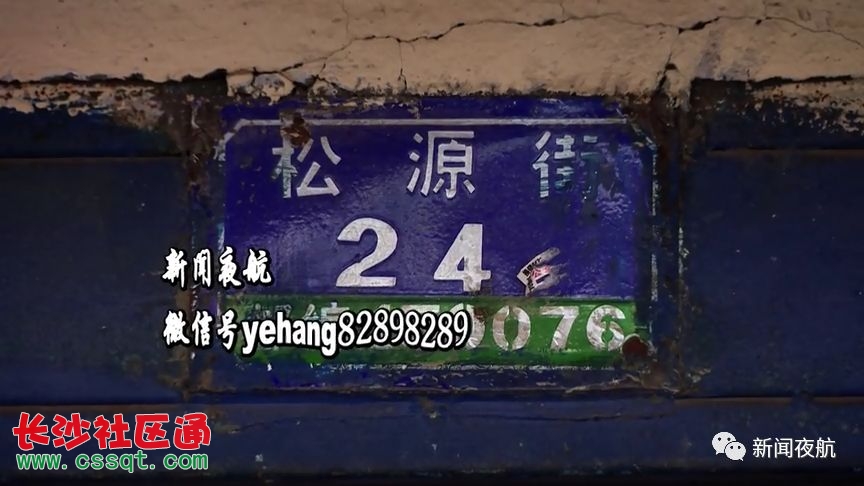 松源街
24
新闻夜航
微信号yehang82898289
0076
长沙社区通
www.cssqt.com
新闻夜航